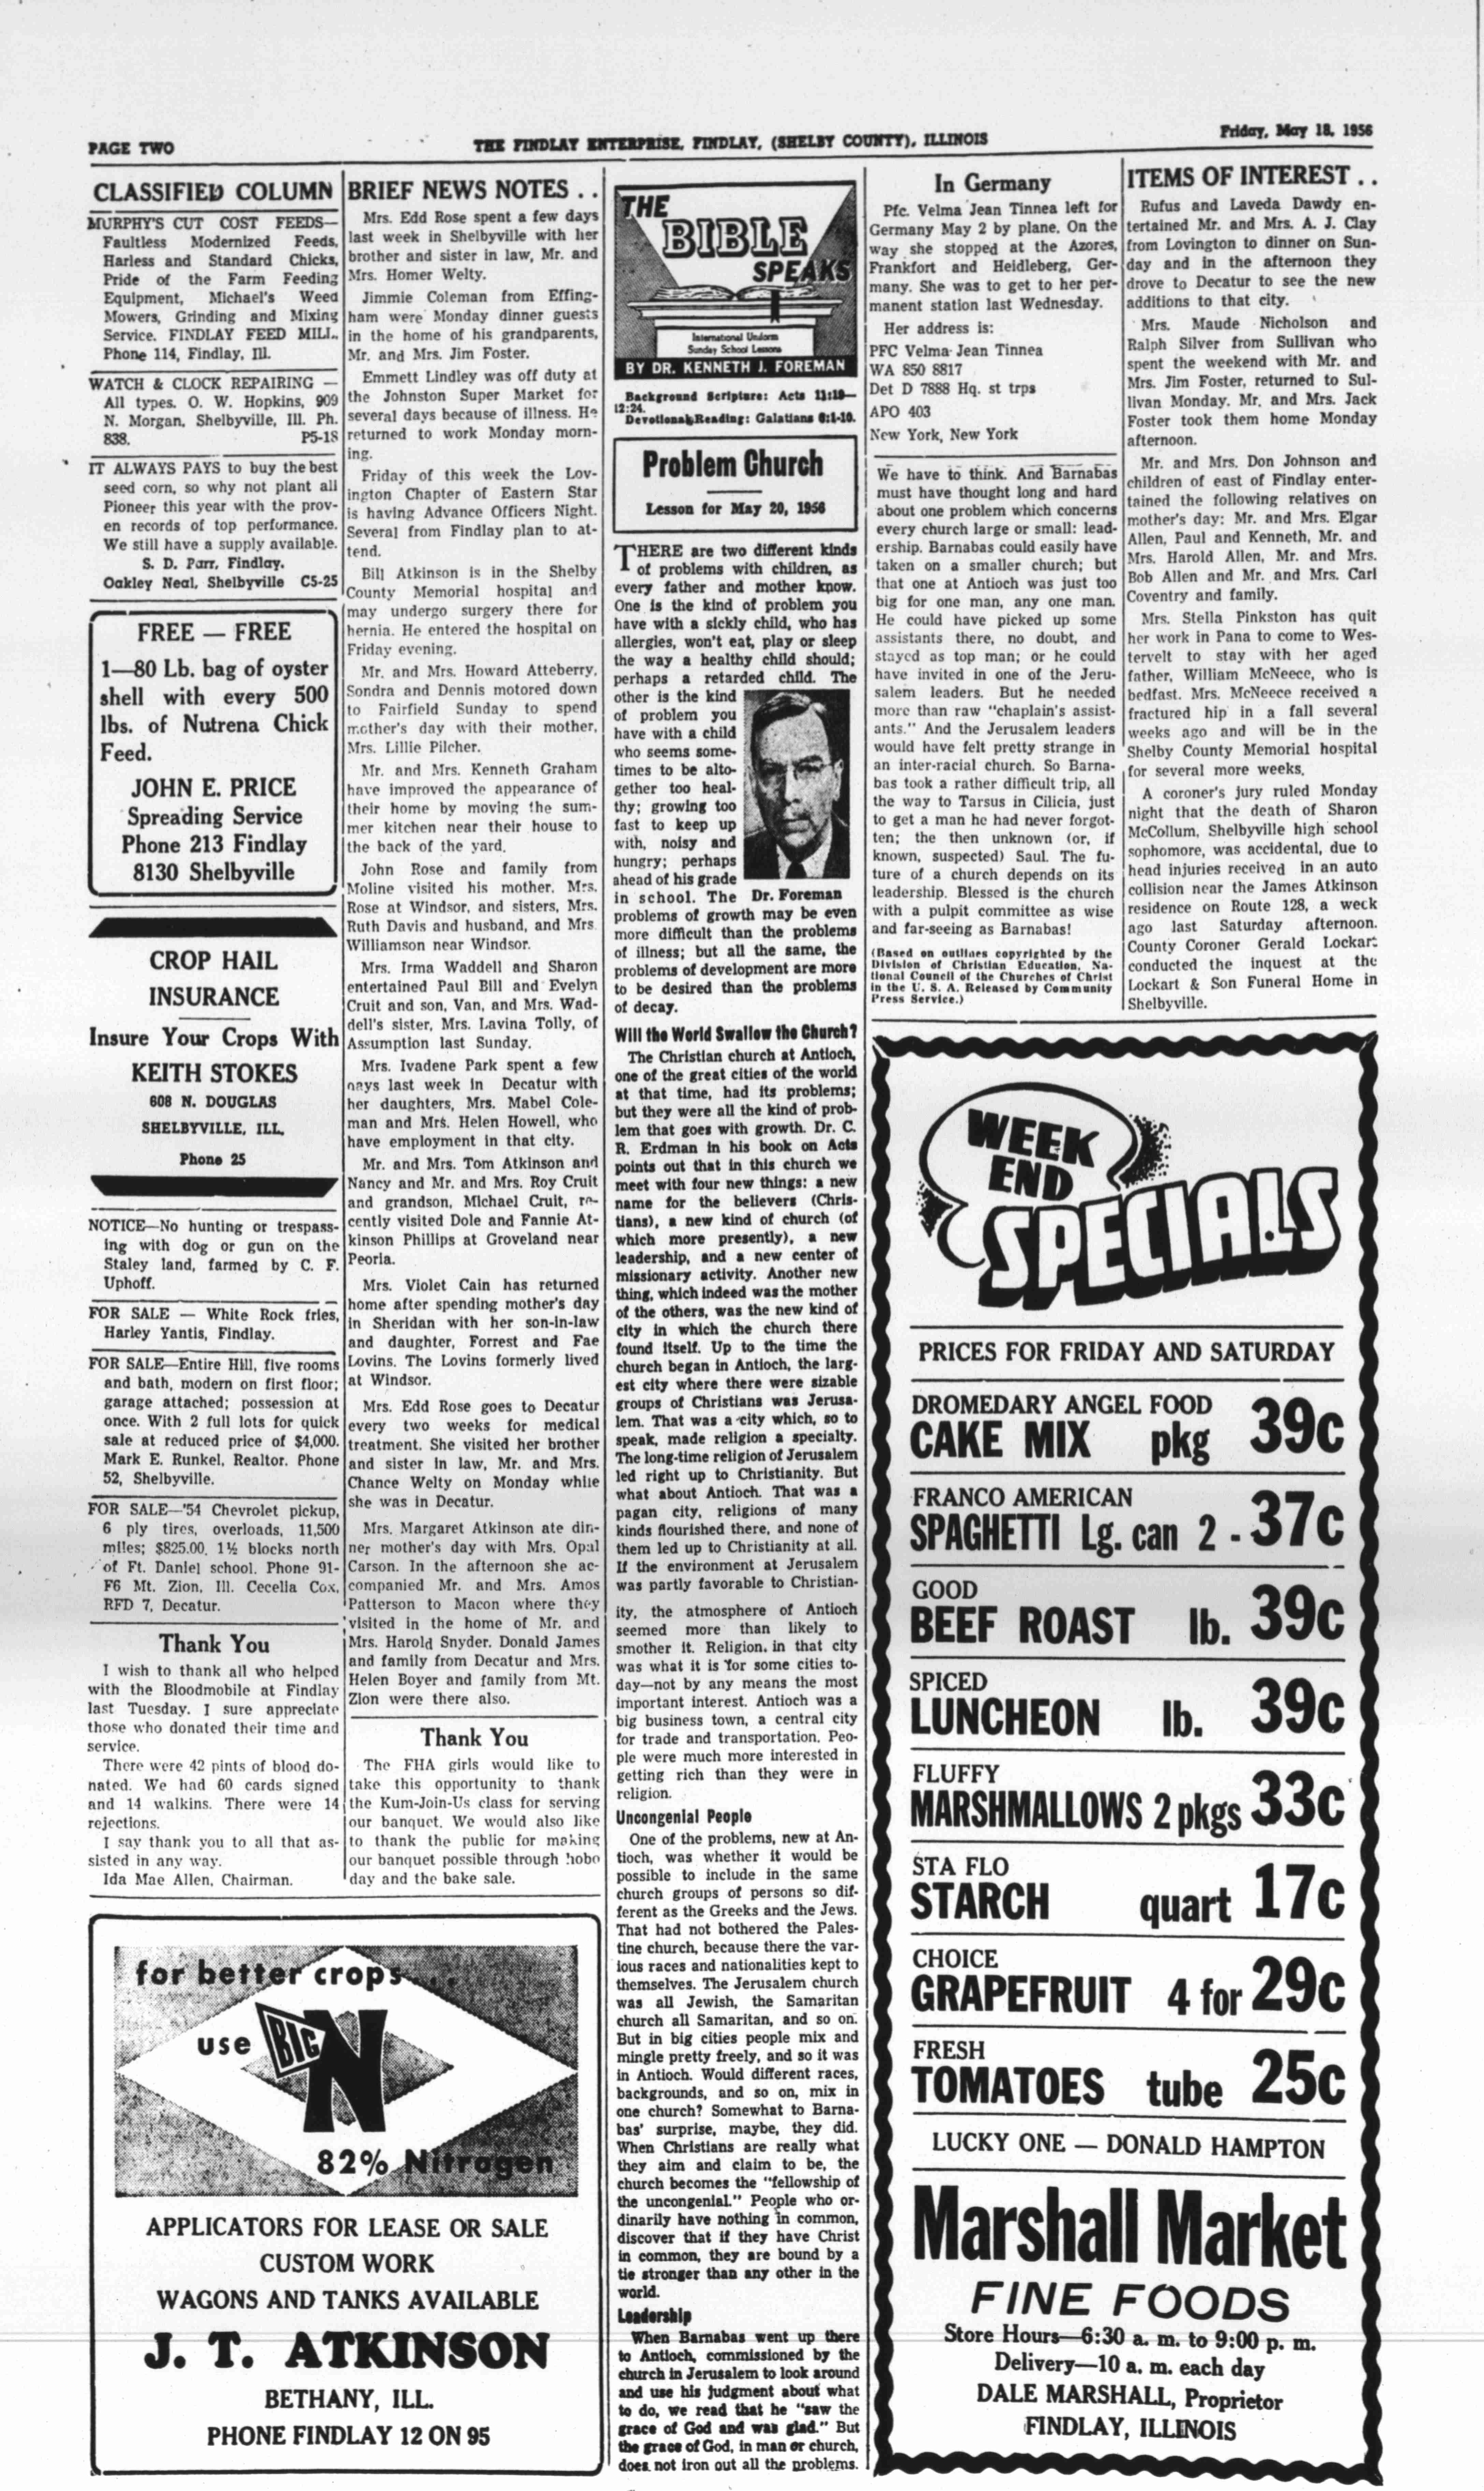 PAGE TWO
THE FINDLAY ENTERPRISE, FINDLAY, (SHELBY COUNTY), ILLINOIS
Friday, May 18, 1956
CLASSIFIED COLUMN
MURPHY'S CUT COST FEEDS—
Faultless Modernized Feeds,
Harless and Standard Chicks,
Pride of the Farm Feeding
Equipment, Michael's Weed
Mowers, Grinding and Mixing
Service. FINDLAY FEED MILL,
Phone 114, Findlay, Ill.
WATCH & CLOCK REPAIRING —
All types. O. W. Hopkins, 909
N. Morgan, Shelbyville, Ill. Ph.
838. P5-18
IT ALWAYS PAYS to buy the best
seed corn, so why not plant all
Pioneer this year with the prov-
en records of top performance.
We still have a supply available.
S. D. Parr, Findlay.
Oakley Neal, Shelbyville C5-25
FREE — FREE
1—80 Lb. bag of oyster
shell with every 500
lbs. of Nutrena Chick
Feed.
JOHN E. PRICE
Spreading Service
Phone 213 Findlay
8130 Shelbyville
CROP HAIL
INSURANCE
Insure Your Crops With
KEITH STOKES
608 N. DOUGLAS
SHELBYVILLE, ILL.
Phone 25
NOTICE—No hunting or trespass-
ing with dog or gun on the
Staley land, farmed by C. F.
Uphoff.
FOR SALE — White Rock fries,
Harley Yantis, Findlay.
FOR SALE—Entire Hill, five rooms
and bath, modern on first floor;
garage attached; possession at
once. With 2 full lots for quick
sale at reduced price of $4,000.
Mark E. Runkel, Realtor. Phone
52, Shelbyville.
FOR SALE—'54 Chevrolet pickup,
6 ply tires, overloads, 11,500
miles; $825.00. 1½ blocks north
of Ft. Daniel school. Phone 91-
F6 Mt. Zion, Ill. Cecella Cox,
RFD 7, Decatur.
Thank You
I wish to thank all who helped
with the Bloodmobile at Findlay
last Tuesday. I sure appreciate
those who donated their time and
service.
There were 42 pints of blood do-
nated. We had 60 cards signed
and 14 walkins. There were 14
rejections.
I say thank you to all that as-
sisted in any way.
Ida Mae Allen, Chairman.
BRIEF NEWS NOTES . .
Mrs. Edd Rose spent a few days
last week in Shelbyville with her
brother and sister in law, Mr. and
Mrs. Homer Welty.
Jimmie Coleman from Effing-
ham were Monday dinner guests
in the home of his grandparents,
Mr. and Mrs. Jim Foster.
Emmett Lindley was off duty at
the Johnston Super Market for
several days because of illness. He
returned to work Monday morn-
ing.
Friday of this week the Lov-
ington Chapter of Eastern Star
is having Advance Officers Night.
Several from Findlay plan to at-
tend.
Bill Atkinson is in the Shelby
County Memorial hospital and
may undergo surgery there for
hernia. He entered the hospital on
Friday evening.
Mr. and Mrs. Howard Atteberry,
Sondra and Dennis motored down
to Fairfield Sunday to spend
mother's day with their mother,
Mrs. Lillie Pilcher.
Mr. and Mrs. Kenneth Graham
have improved the appearance of
their home by moving the sum-
mer kitchen near their house to
the back of the yard.
John Rose and family from
Moline visited his mother, Mrs.
Rose at Windsor, and sisters, Mrs.
Ruth Davis and husband, and Mrs.
Williamson near Windsor.
Mrs. Irma Waddell and Sharon
entertained Paul Bill and Evelyn
Cruit and son, Van, and Mrs. Wad-
dell's sister, Mrs. Lavina Tolly, of
Assumption last Sunday.
Mrs. Ivadene Park spent a few
days last week in Decatur with
her daughters, Mrs. Mabel Cole-
man and Mrs. Helen Howell, who
have employment in that city.
Mr. and Mrs. Tom Atkinson and
Nancy and Mr. and Mrs. Roy Cruit
and grandson, Michael Cruit, re-
cently visited Dole and Fannie At-
kinson Phillips at Groveland near
Peoria.
Mrs. Violet Cain has returned
home after spending mother's day
in Sheridan with her son-in-law
and daughter, Forrest and Fae
Lovins. The Lovins formerly lived
at Windsor.
Mrs. Edd Rose goes to Decatur
every two weeks for medical
treatment. She visited her brother
and sister in law, Mr. and Mrs.
Chance Welty on Monday while
she was in Decatur.
Mrs. Margaret Atkinson ate din-
ner mother's day with Mrs. Opal
Carson. In the afternoon she ac-
companied Mr. and Mrs. Amos
Patterson to Macon where they
visited in the home of Mr. and
Mrs. Harold Snyder. Donald James
and family from Decatur and Mrs.
Helen Boyer and family from Mt.
Zion were there also.
Thank You
The FHA girls would like to
take this opportunity to thank
the Kum-Join-Us class for serving
our banquet. We would also like
to thank the public for making
our banquet possible through hobo
day and the bake sale.
for better crops...
use BIG N
82% Nitrogen
APPLICATORS FOR LEASE OR SALE
CUSTOM WORK
WAGONS AND TANKS AVAILABLE
J. T. ATKINSON
BETHANY, ILL.
PHONE FINDLAY 12 ON 95
THE
BIBLE
SPEAKS
International Uniform
Sunday School Lessons
BY DR. KENNETH J. FOREMAN
Background Scripture: Acts 11:19—
12:24.
Devotional Reading: Galatians 6:1-10.
Problem Church
Lesson for May 20, 1956
THERE are two different kinds
of problems with children, as
every father and mother know.
One is the kind of problem you
have with a sickly child, who has
allergies, won't eat, play or sleep
the way a healthy child should;
perhaps a retarded child. The
other is the kind
of problem you
have with a child
who seems some-
times to be alto-
gether too heal-
thy; growing too
fast to keep up
with, noisy and
hungry; perhaps
ahead of his grade
in school. The
Dr. Foreman
problems of growth may be even
more difficult than the problems
of illness; but all the same, the
problems of development are more
to be desired than the problems
of decay.
Will the World Swallow the Church?
The Christian church at Antioch,
one of the great cities of the world
at that time, had its problems;
but they were all the kind of prob-
lem that goes with growth. Dr. C.
R. Erdman in his book on Acts
points out that in this church we
meet with four new things: a new
name for the believers (Chris-
tians), a new kind of church (of
which more presently), a new
leadership, and a new center of
missionary activity. Another new
thing, which indeed was the mother
of the others, was the new kind of
city in which the church there
found itself. Up to the time the
church began in Antioch, the larg-
est city where there were sizable
groups of Christians was Jerusa-
lem. That was a city which, so to
speak, made religion a specialty.
The long-time religion of Jerusalem
led right up to Christianity. But
what about Antioch. That was a
pagan city, religions of many
kinds flourished there, and none of
them led up to Christianity at all.
If the environment at Jerusalem
was partly favorable to Christian-
ity, the atmosphere of Antioch
seemed more than likely to
smother it. Religion in that city
was what it is for some cities to-
day—not by any means the most
important interest. Antioch was a
big business town, a central city
for trade and transportation. Peo-
ple were much more interested in
getting rich than they were in
religion.
Uncongenial People
One of the problems, new at An-
tioch, was whether it would be
possible to include in the same
church groups of persons so dif-
ferent as the Greeks and the Jews.
That had not bothered the Pales-
tine church, because there the var-
ious races and nationalities kept to
themselves. The Jerusalem church
was all Jewish, the Samaritan
church all Samaritan, and so on.
But in big cities people mix and
mingle pretty freely, and so it was
in Antioch. Would different races,
backgrounds, and so on, mix in
one church? Somewhat to Barna-
bas' surprise, maybe, they did.
When Christians are really what
they aim and claim to be, the
church becomes the "fellowship of
the uncongenial." People who or-
dinarily have nothing in common,
discover that if they have Christ
in common, they are bound by a
tie stronger than any other in the
world.
Leadership
When Barnabas went up there
to Antioch, commissioned by the
church in Jerusalem to look around
and use his judgment about what
to do, we read that he "saw the
grace of God and was glad." But
the grace of God, in man or church,
does not iron out all the problems.
In Germany
Pfc. Velma Jean Tinnea left for
Germany May 2 by plane. On the
way she stopped at the Azores,
Frankfort and Heidleberg, Ger-
many. She was to get to her per-
manent station last Wednesday.
Her address is:
PFC Velma Jean Tinnea
WA 850 8817
Det D 7888 Hq. st trps
APO 403
New York, New York
We have to think. And Barnabas
must have thought long and hard
about one problem which concerns
every church large or small: lead-
ership. Barnabas could easily have
taken on a smaller church; but
that one at Antioch was just too
big for one man, any one man.
He could have picked up some
assistants there, no doubt, and
stayed as top man; or he could
have invited in one of the Jeru-
salem leaders. But he needed
more than raw "chaplain's assist-
ants." And the Jerusalem leaders
would have felt pretty strange in
an inter-racial church. So Barna-
bas took a rather difficult trip, all
the way to Tarsus in Cilicia, just
to get a man he had never forgot-
ten; the then unknown (or, if
known, suspected) Saul. The fu-
ture of a church depends on its
leadership. Blessed is the church
with a pulpit committee as wise
and far-seeing as Barnabas!
(Based on outlines copyrighted by the
Division of Christian Education, Na-
tional Council of the Churches of Christ
in the U. S. A. Released by Community
Press Service.)
ITEMS OF INTEREST . .
Rufus and Laveda Dawdy en-
tertained Mr. and Mrs. A. J. Clay
from Lovington to dinner on Sun-
day and in the afternoon they
drove to Decatur to see the new
additions to that city.
Mrs. Maude Nicholson and
Ralph Silver from Sullivan who
spent the weekend with Mr. and
Mrs. Jim Foster, returned to Sul-
livan Monday. Mr. and Mrs. Jack
Foster took them home Monday
afternoon.
Mr. and Mrs. Don Johnson and
children of east of Findlay enter-
tained the following relatives on
mother's day: Mr. and Mrs. Elgar
Allen, Paul and Kenneth, Mr. and
Mrs. Harold Allen, Mr. and Mrs.
Bob Allen and Mr. and Mrs. Carl
Coventry and family.
Mrs. Stella Pinkston has quit
her work in Pana to come to Wes-
tervelt to stay with her aged
father, William McNeece, who is
bedfast. Mrs. McNeece received a
fractured hip in a fall several
weeks ago and will be in the
Shelby County Memorial hospital
for several more weeks.
A coroner's jury ruled Monday
night that the death of Sharon
McCollum, Shelbyville high school
sophomore, was accidental, due to
head injuries received in an auto
collision near the James Atkinson
residence on Route 128, a week
ago last Saturday afternoon.
County Coroner Gerald Lockart
conducted the inquest at the
Lockart & Son Funeral Home in
Shelbyville.
WEEK
END
SPECIALS
PRICES FOR FRIDAY AND SATURDAY
DROMEDARY ANGEL FOOD
CAKE MIX pkg 39c
FRANCO AMERICAN
SPAGHETTI Lg. can 2 - 37c
GOOD
BEEF ROAST lb. 39c
SPICED
LUNCHEON lb. 39c
FLUFFY
MARSHMALLOWS 2 pkgs 33c
STA FLO
STARCH quart 17c
CHOICE
GRAPEFRUIT 4 for 29c
FRESH
TOMATOES tube 25c
LUCKY ONE — DONALD HAMPTON
Marshall Market
FINE FOODS
Store Hours—6:30 a. m. to 9:00 p. m.
Delivery—10 a. m. each day
DALE MARSHALL, Proprietor
FINDLAY, ILLINOIS